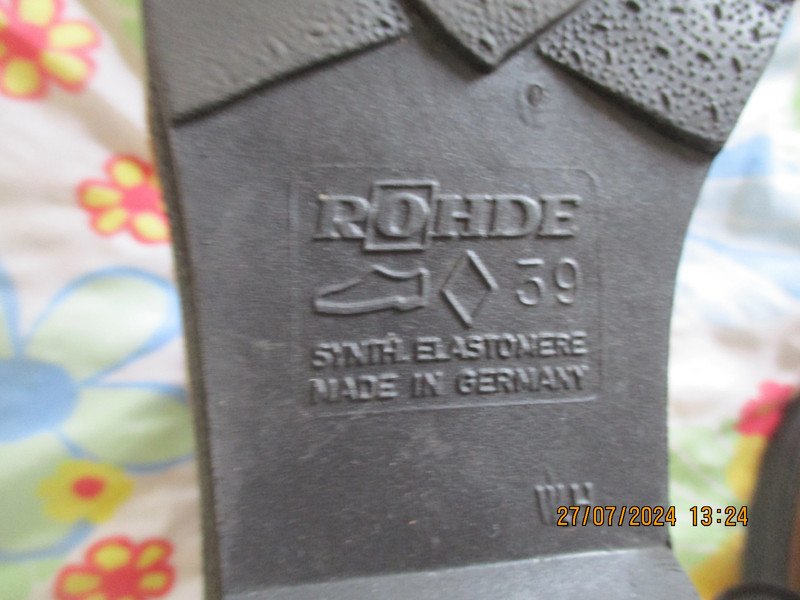 ROHDE
39
SYNTH. ELASTOMERE
MADE IN GERMANY
27/07/2024 13:24